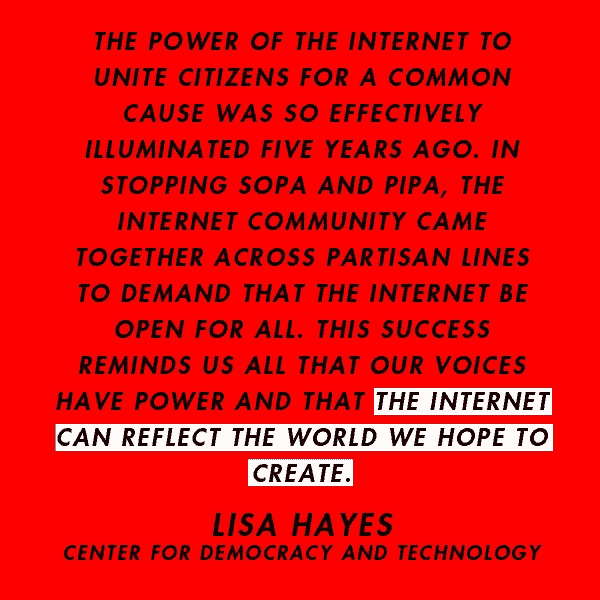 THE POWER OF THE INTERNET TO
UNITE CITIZENS FOR A COMMON
CAUSE WAS SO EFFECTIVELY
ILLUMINATED FIVE YEARS AGO. IN
STOPPING SOPA AND PIPA, THE
INTERNET COMMUNITY CAME
TOGETHER ACROSS PARTISAN LINES
TO DEMAND THAT THE INTERNET BE
OPEN FOR ALL. THIS SUCCESS
REMINDS US ALL THAT OUR VOICES
HAVE POWER AND THAT THE INTERNET
CAN REFLECT THE WORLD WE HOPE TO
CREATE.
LISA HAYES
CENTER FOR DEMOCRACY AND TECHNOLOGY